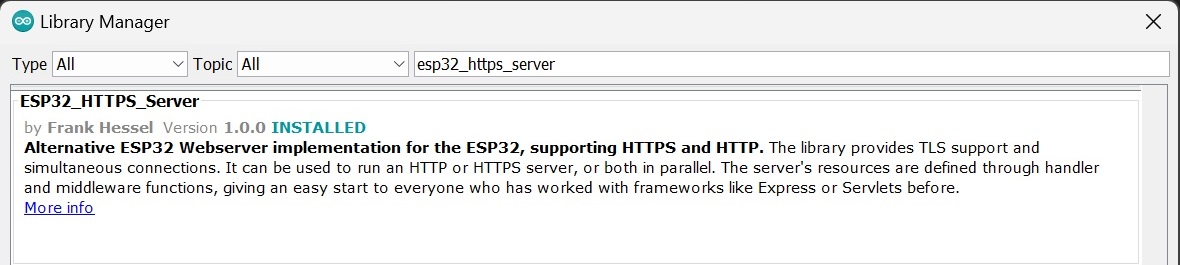 Library Manager
Type All Topic All esp32_https_server
ESP32_HTTPS_Server
by Frank Hessel Version 1.0.0 INSTALLED
Alternative ESP32 Webserver implementation for the ESP32, supporting HTTPS and HTTP. The library provides TLS support and
simultaneous connections. It can be used to run an HTTP or HTTPS server, or both in parallel. The server's resources are defined through handler
and middleware functions, giving an easy start to everyone who has worked with frameworks like Express or Servlets before.
More info